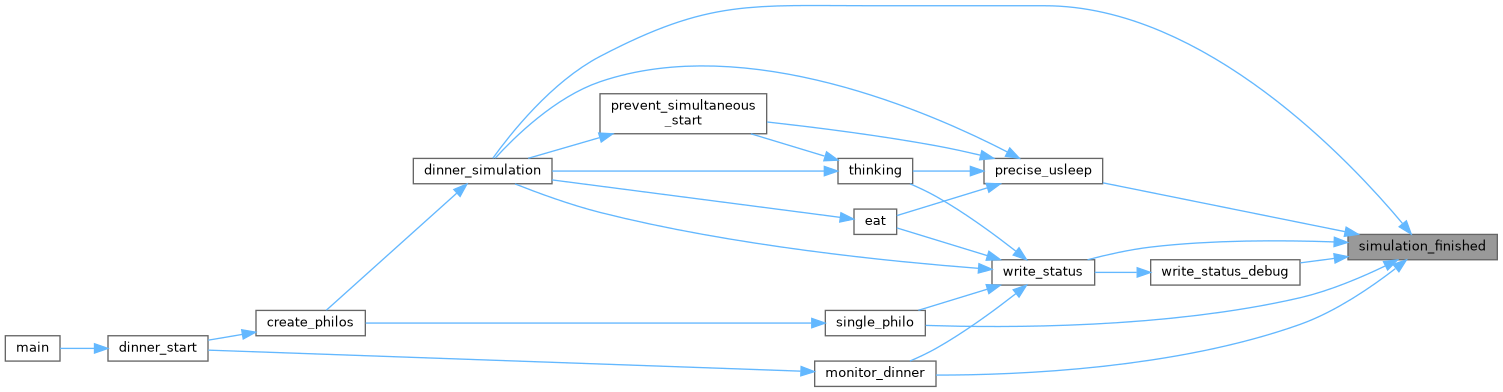 prevent_simultaneous
_start
dinner_simulation
thinking
precise_usleep
eat
simulation_finished
write_status
write_status_debug
create_philos
single_philo
main
dinner_start
monitor_dinner